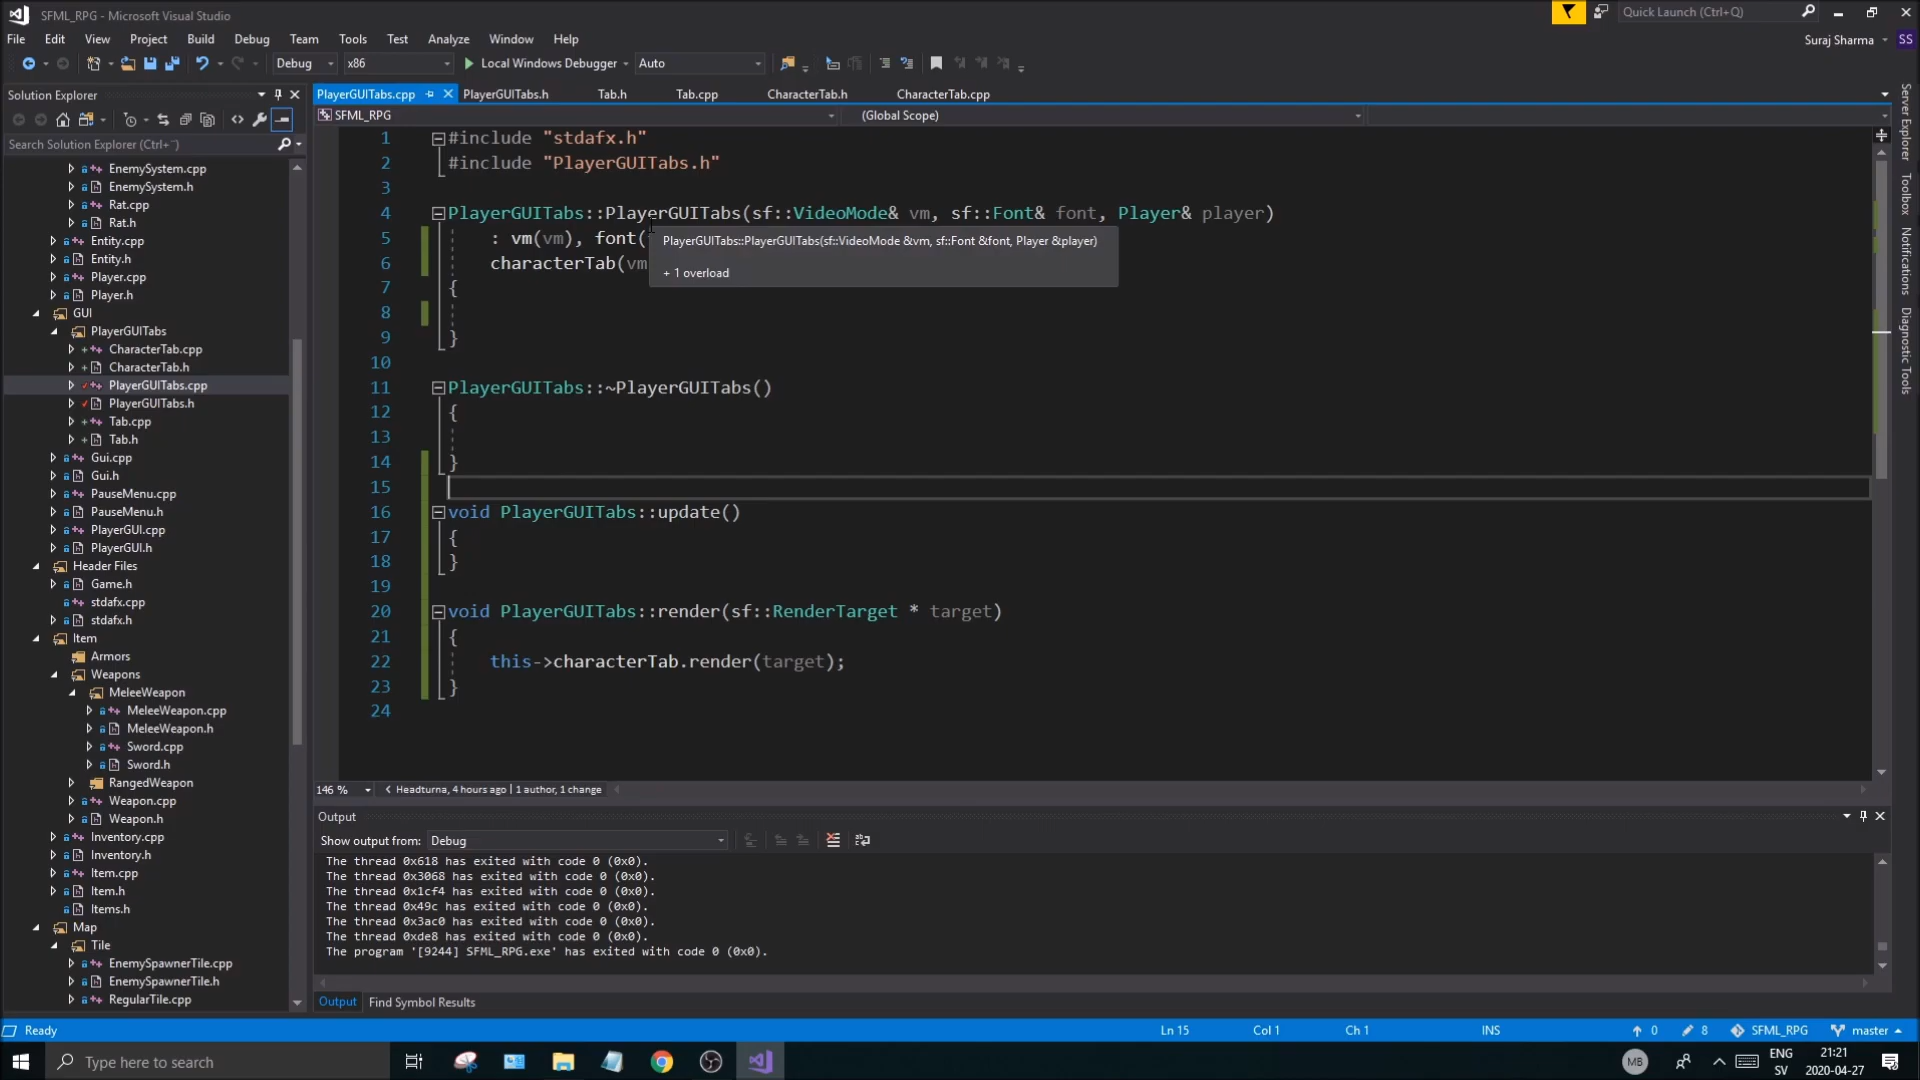 SFML_RPG - Microsoft Visual Studio
Quick Launch (Ctrl+Q)
File Edit View Project Build Debug Team Tools Test Analyze Window Help
Suraj Sharma
SS
Debug x86 Local Windows Debugger Auto
Solution Explorer
Search Solution Explorer (Ctrl+¨)
EnemySystem.cpp
EnemySystem.h
Rat.cpp
Rat.h
Entity.cpp
Entity.h
Player.cpp
Player.h
GUI
PlayerGUITabs
CharacterTab.cpp
CharacterTab.h
PlayerGUITabs.cpp
PlayerGUITabs.h
Tab.cpp
Tab.h
Gui.cpp
Gui.h
PauseMenu.cpp
PauseMenu.h
PlayerGUI.cpp
PlayerGUI.h
Header Files
Game.h
stdafx.cpp
stdafx.h
Item
Armors
Weapons
MeleeWeapon
MeleeWeapon.cpp
MeleeWeapon.h
Sword.cpp
Sword.h
RangedWeapon
Weapon.cpp
Weapon.h
Inventory.cpp
Inventory.h
Item.cpp
Item.h
Items.h
Map
Tile
EnemySpawnerTile.cpp
EnemySpawnerTile.h
RegularTile.cpp
PlayerGUITabs.cpp PlayerGUITabs.h Tab.h Tab.cpp CharacterTab.h CharacterTab.cpp
SFML_RPG (Global Scope)
1 #include "stdafx.h"
2 #include "PlayerGUITabs.h"
3
4 PlayerGUITabs::PlayerGUITabs(sf::VideoMode& vm, sf::Font& font, Player& player)
5 : vm(vm), font(
6 characterTab(vm
7 {
8
9 }
10
11 PlayerGUITabs::~PlayerGUITabs()
12 {
13
14 }
15
16 void PlayerGUITabs::update()
17 {
18 }
19
20 void PlayerGUITabs::render(sf::RenderTarget * target)
21 {
22 this->characterTab.render(target);
23 }
24
PlayerGUITabs::PlayerGUITabs(sf::VideoMode &vm, sf::Font &font, Player &player)
+ 1 overload
146 % Headturna, 4 hours ago | 1 author, 1 change
Output
Show output from: Debug
The thread 0x618 has exited with code 0 (0x0).
The thread 0x3068 has exited with code 0 (0x0).
The thread 0x1cf4 has exited with code 0 (0x0).
The thread 0x49c has exited with code 0 (0x0).
The thread 0x3ac0 has exited with code 0 (0x0).
The thread 0xde8 has exited with code 0 (0x0).
The program '[9244] SFML_RPG.exe' has exited with code 0 (0x0).
Output Find Symbol Results
Server Explorer
Toolbox
Notifications
Diagnostic Tools
Ready Ln 15 Col 1 Ch 1 INS 0 8 SFML_RPG master
Type here to search
MB
ENG
SV
21:21
2020-04-27